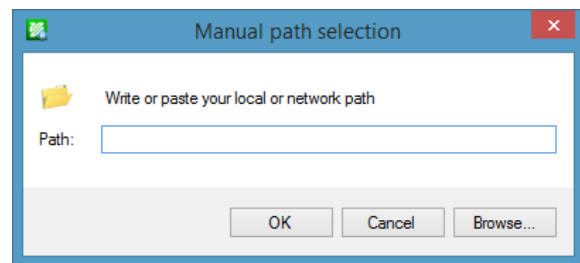 Manual path selection
Write or paste your local or network path
Path:
OK Cancel Browse...